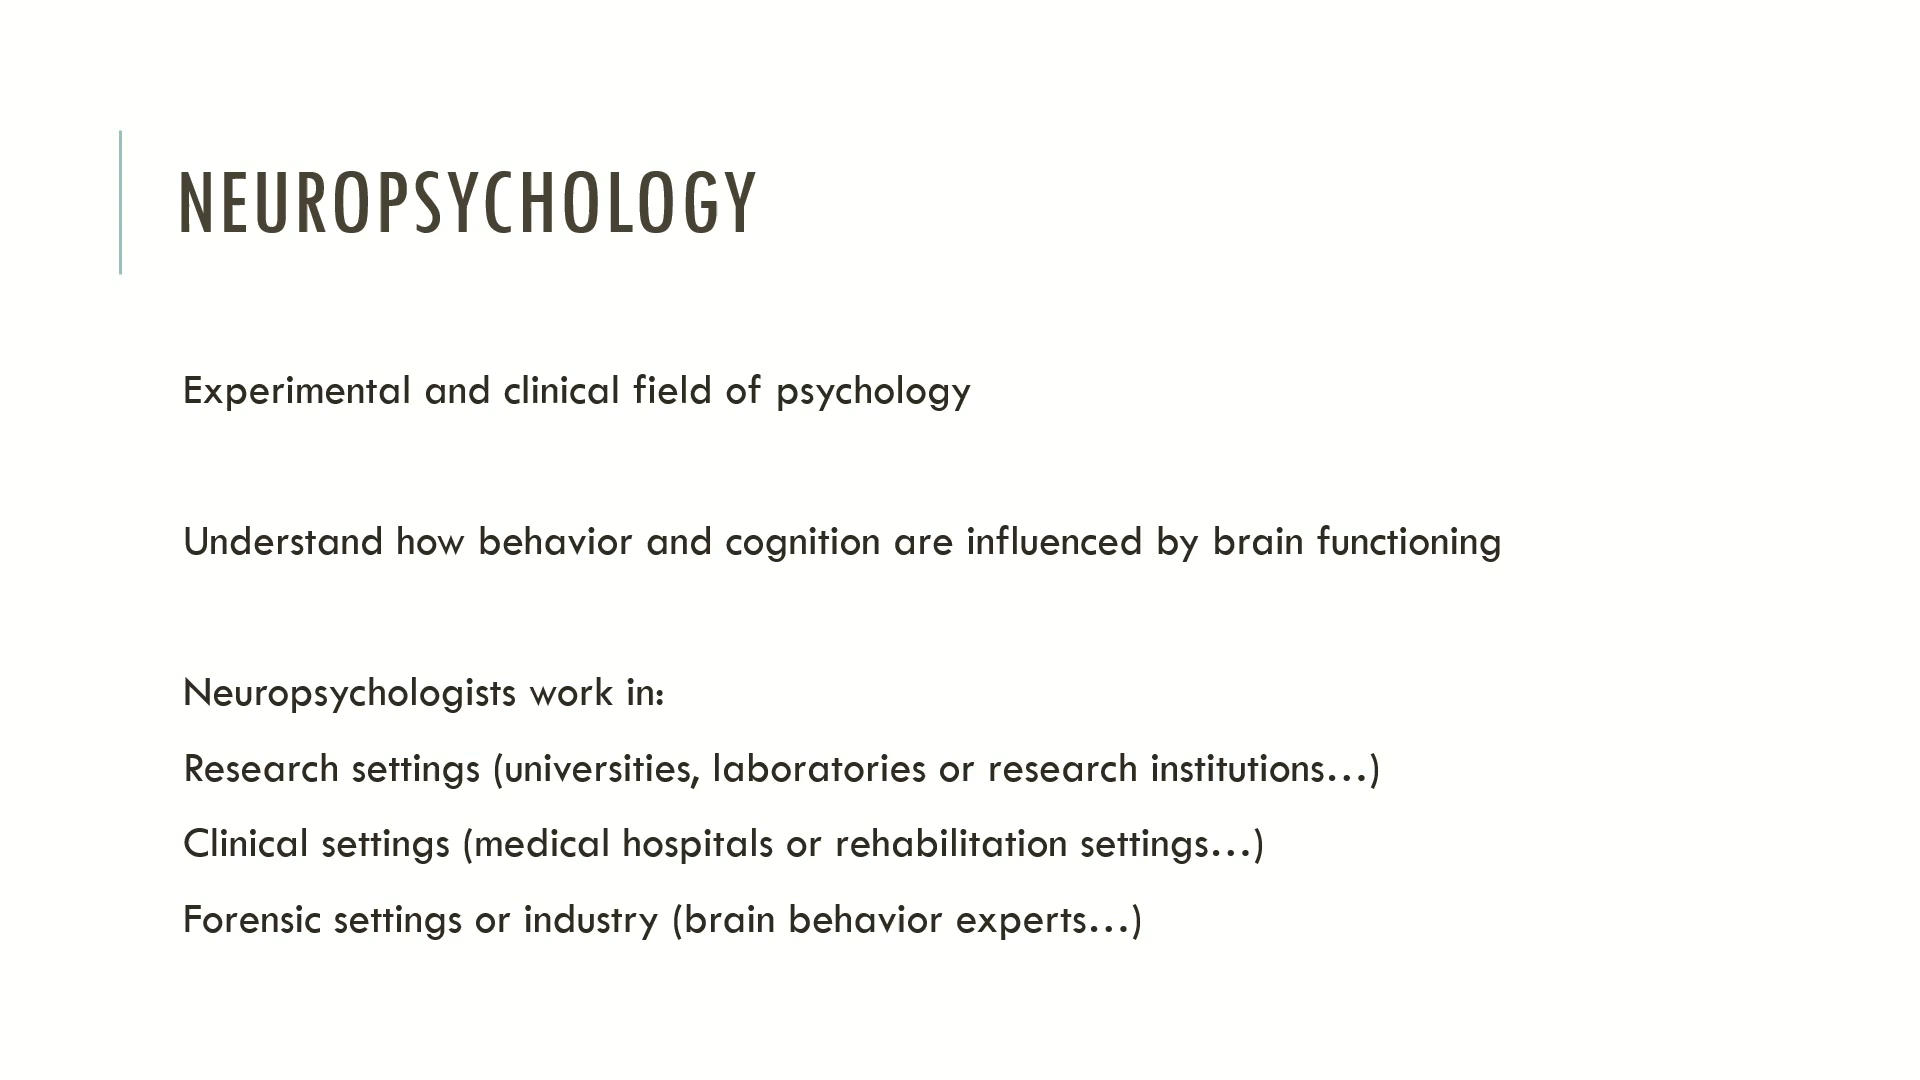 NEUROPSYCHOLOGY
Experimental and clinical field of psychology
Understand how behavior and cognition are influenced by brain functioning
Neuropsychologists work in:
Research settings (universities, laboratories or research institutions…)
Clinical settings (medical hospitals or rehabilitation settings…)
Forensic settings or industry (brain behavior experts…)